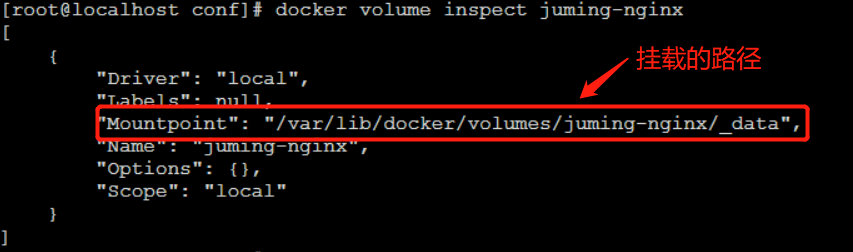 [root@localhost conf]# docker volume inspect juming-nginx
[
    {
        "Driver": "local",
挂载的路径
        "Labels": null,
        "Mountpoint": "/var/lib/docker/volumes/juming-nginx/_data",
        "Name": "juming-nginx",
        "Options": {},
        "Scope": "local"
    }
]